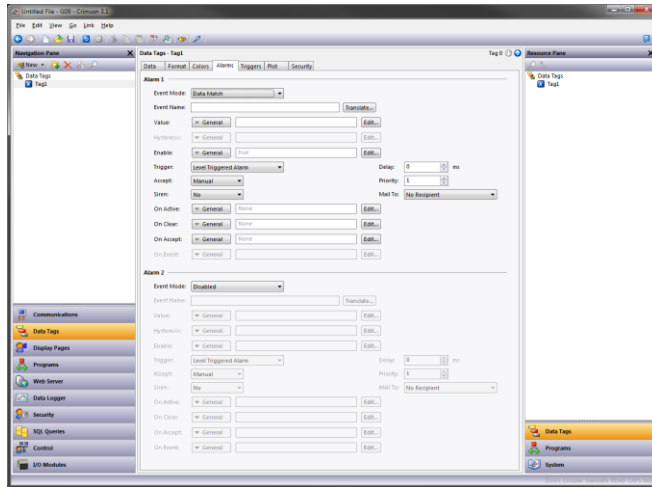 Untitled File - G09 - Crimson 3.1
File Edit View Go Link Help
Navigation Pane
New
Data Tags
Tag1
Communications
Data Tags
Display Pages
Programs
Web Server
Data Logger
Security
SQL Queries
Control
I/O Modules
Data Tags - Tag1
Tag 0
Data Format Colors Alarms Triggers Plot Security
Alarm 1
Event Mode: Data Match
Event Name: Translate...
Value: General Edit...
Hysteresis: General Edit...
Enable: General true Edit...
Trigger: Level Triggered Alarm Delay: 0 ms
Accept: Manual Priority: 1
Siren: No Mail To: No Recipient
On Active: General None Edit...
On Clear: General None Edit...
On Accept: General None Edit...
On Event: General Edit...
Alarm 2
Event Mode: Disabled
Event Name: Translate...
Value: General Edit...
Hysteresis: General Edit...
Enable: General Edit...
Trigger: Level Triggered Alarm Delay: 0 ms
Accept: Manual Priority: 1
Siren: No Mail To: No Recipient
On Active: General Edit...
On Clear: General Edit...
On Accept: General Edit...
On Event: General Edit...
Resource Pane
Data Tags
Tag1
Data Tags
Programs
System